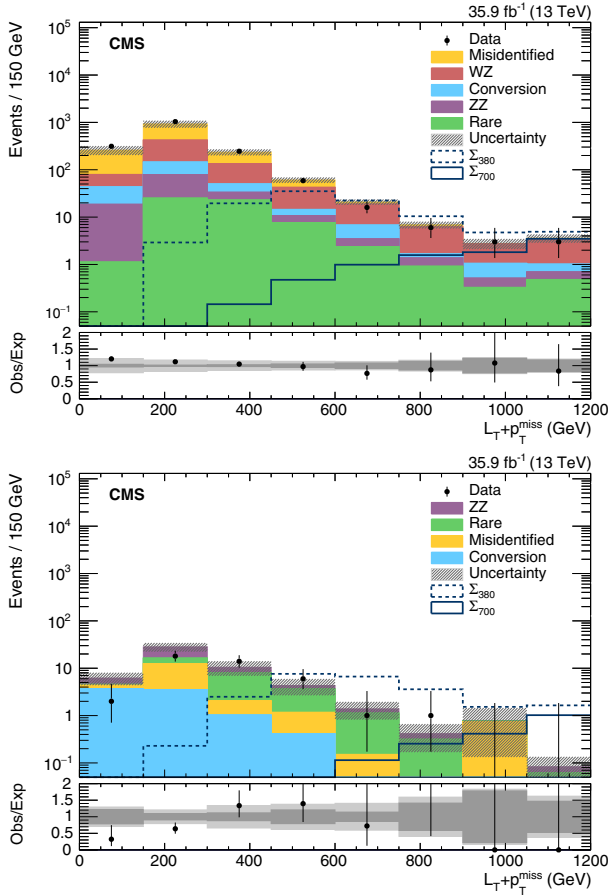 35.9 fb⁻¹ (13 TeV)
CMS
Data
Misidentified
WZ
Conversion
ZZ
Rare
Uncertainty
Σ₃₈₀
Σ₇₀₀
Events / 150 GeV
10⁵
10⁴
10³
10²
10
1
10⁻¹
Obs/Exp
2
1.5
1
0.5
0
0 200 400 600 800 1000 1200
L_T+p_T^miss (GeV)
35.9 fb⁻¹ (13 TeV)
CMS
Data
ZZ
Rare
Misidentified
Conversion
Uncertainty
Σ₃₈₀
Σ₇₀₀
Events / 150 GeV
10⁵
10⁴
10³
10²
10
1
10⁻¹
Obs/Exp
2
1.5
1
0.5
0
0 200 400 600 800 1000 1200
L_T+p_T^miss (GeV)